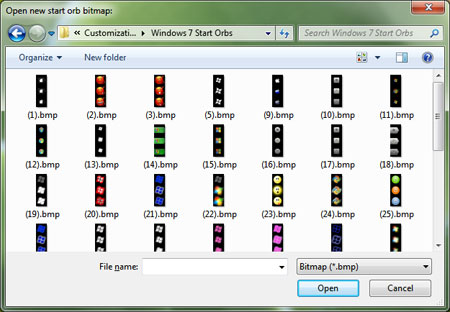 Open new start orb bitmap:
« Customizati... ▸ Windows 7 Start Orbs
Search Windows 7 Start Orbs
Organize New folder
(1).bmp (2).bmp (3).bmp (5).bmp (9).bmp (10).bmp (11).bmp
(12).bmp (13).bmp (14).bmp (15).bmp (16).bmp (17).bmp (18).bmp
(19).bmp (20).bmp (21).bmp (22).bmp (23).bmp (24).bmp (25).bmp
File name: Bitmap (*.bmp)
Open Cancel